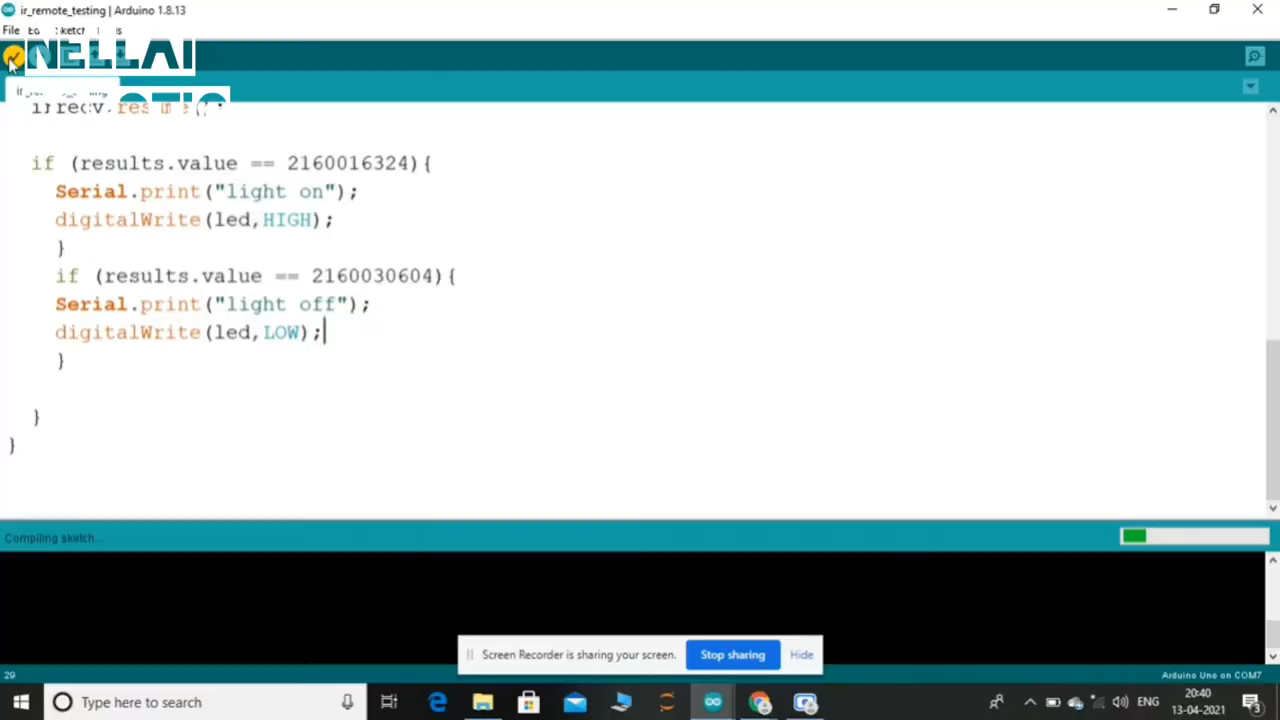 ir_remote_testing | Arduino 1.8.13
File
NELLAI
if (results.value == 2160016324){
Serial.print("light on");
digitalWrite(led,HIGH);
}
if (results.value == 2160030604){
Serial.print("light off");
digitalWrite(led,LOW);
}
}
}
Compiling sketch...
Screen Recorder is sharing your screen.
Stop sharing
Hide
29
Arduino Uno on COM7
Type here to search
ENG
20:40
13-04-2021
3